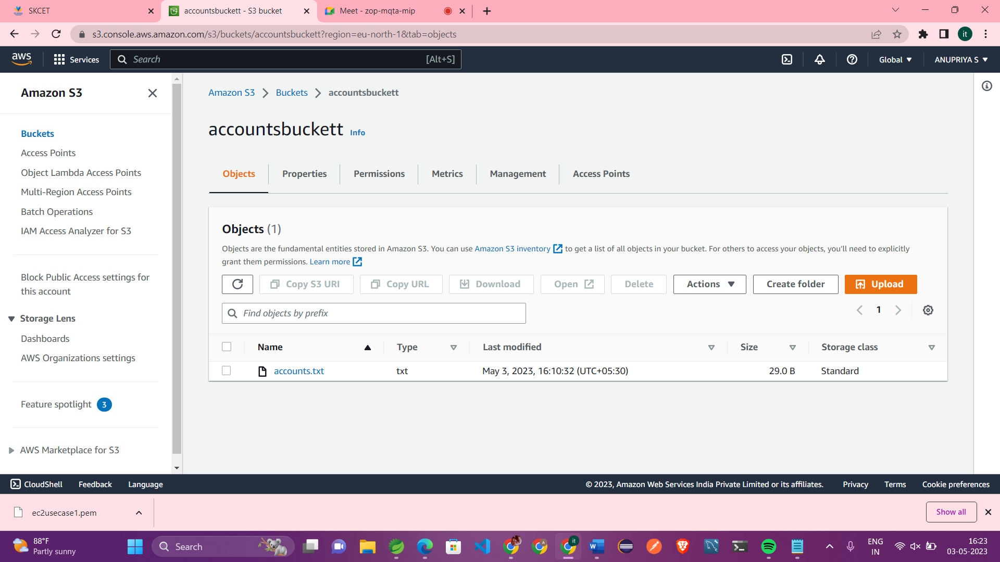 SKCET
accountsbuckett - S3 bucket
Meet - zop-mqta-mip
s3.console.aws.amazon.com/s3/buckets/accountsbuckett?region=eu-north-1&tab=objects
it
aws
Services
Search
[Alt+S]
Global
ANUPRIYA S
Amazon S3
Buckets
Access Points
Object Lambda Access Points
Multi-Region Access Points
Batch Operations
IAM Access Analyzer for S3
Block Public Access settings for
this account
Storage Lens
Dashboards
AWS Organizations settings
Feature spotlight 3
AWS Marketplace for S3
Amazon S3
Buckets
accountsbuckett
accountsbuckett Info
Objects
Properties
Permissions
Metrics
Management
Access Points
Objects (1)
Objects are the fundamental entities stored in Amazon S3. You can use Amazon S3 inventory to get a list of all objects in your bucket. For others to access your objects, you’ll need to explicitly
grant them permissions. Learn more
Copy S3 URI
Copy URL
Download
Open
Delete
Actions
Create folder
Upload
Find objects by prefix
1
Name
Type
Last modified
Size
Storage class
accounts.txt
txt
May 3, 2023, 16:10:32 (UTC+05:30)
29.0 B
Standard
CloudShell
Feedback
Language
© 2023, Amazon Web Services India Private Limited or its affiliates.
Privacy
Terms
Cookie preferences
ec2usecase1.pem
Show all
88°F
Partly sunny
Search
A
it
W
ENG
IN
16:23
03-05-2023